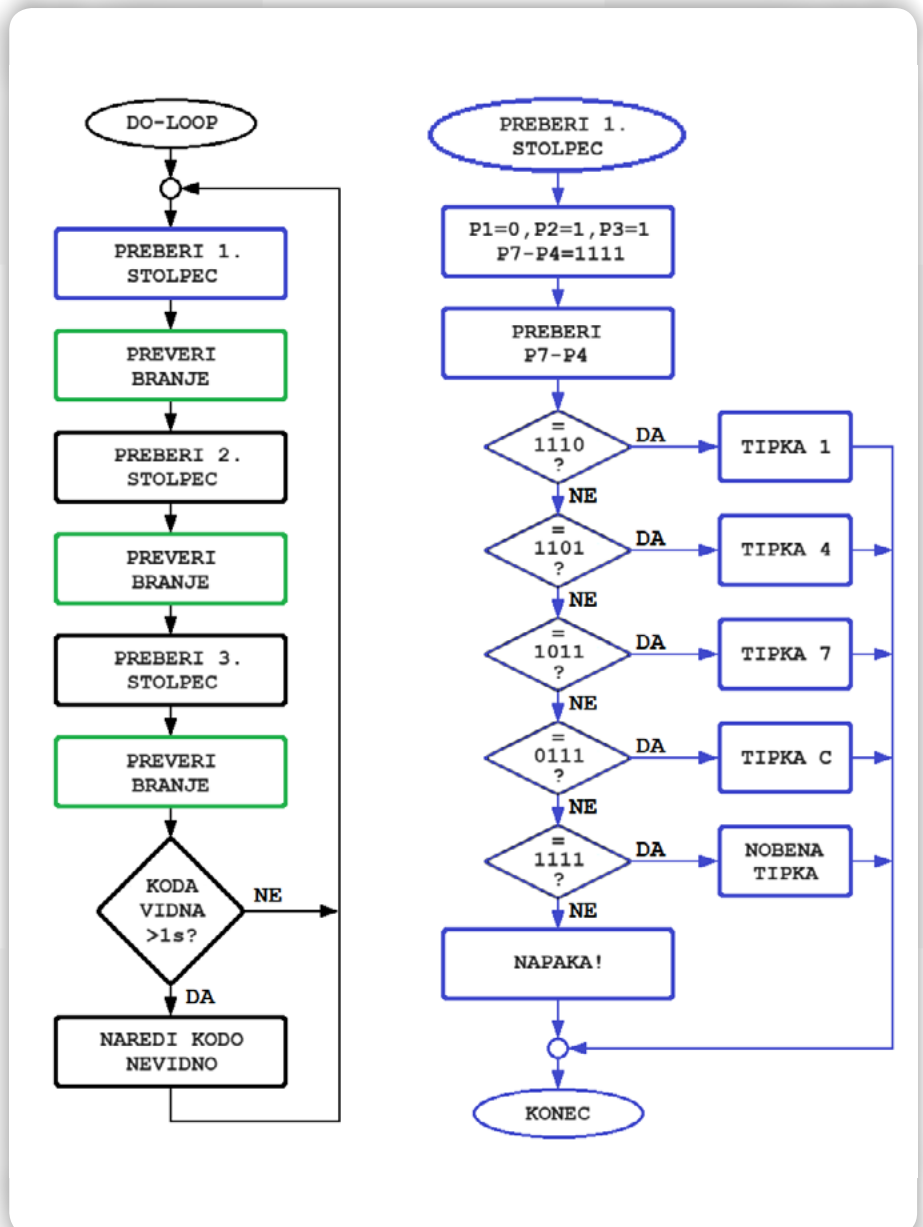 DO-LOOP
PREBERI 1.
STOLPEC
PREVERI
BRANJE
PREBERI 2.
STOLPEC
PREVERI
BRANJE
PREBERI 3.
STOLPEC
PREVERI
BRANJE
KODA
VIDNA
>1s?
NE
DA
NAREDI KODO
NEVIDNO
PREBERI 1.
STOLPEC
P1=0,P2=1,P3=1
P7-P4=1111
PREBERI
P7-P4
=
1110
?
DA
TIPKA 1
NE
=
1101
?
DA
TIPKA 4
NE
=
1011
?
DA
TIPKA 7
NE
=
0111
?
DA
TIPKA C
NE
=
1111
?
DA
NOBENA
TIPKA
NE
NAPAKA!
KONEC